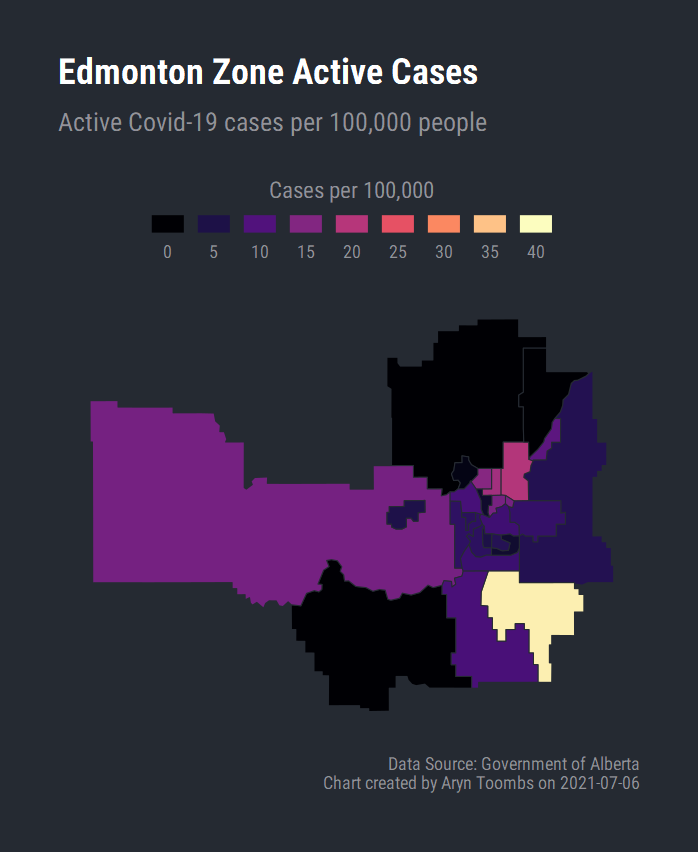 Edmonton Zone Active Cases
Active Covid-19 cases per 100,000 people
Cases per 100,000
0 5 10 15 20 25 30 35 40
Data Source: Government of Alberta
Chart created by Aryn Toombs on 2021-07-06